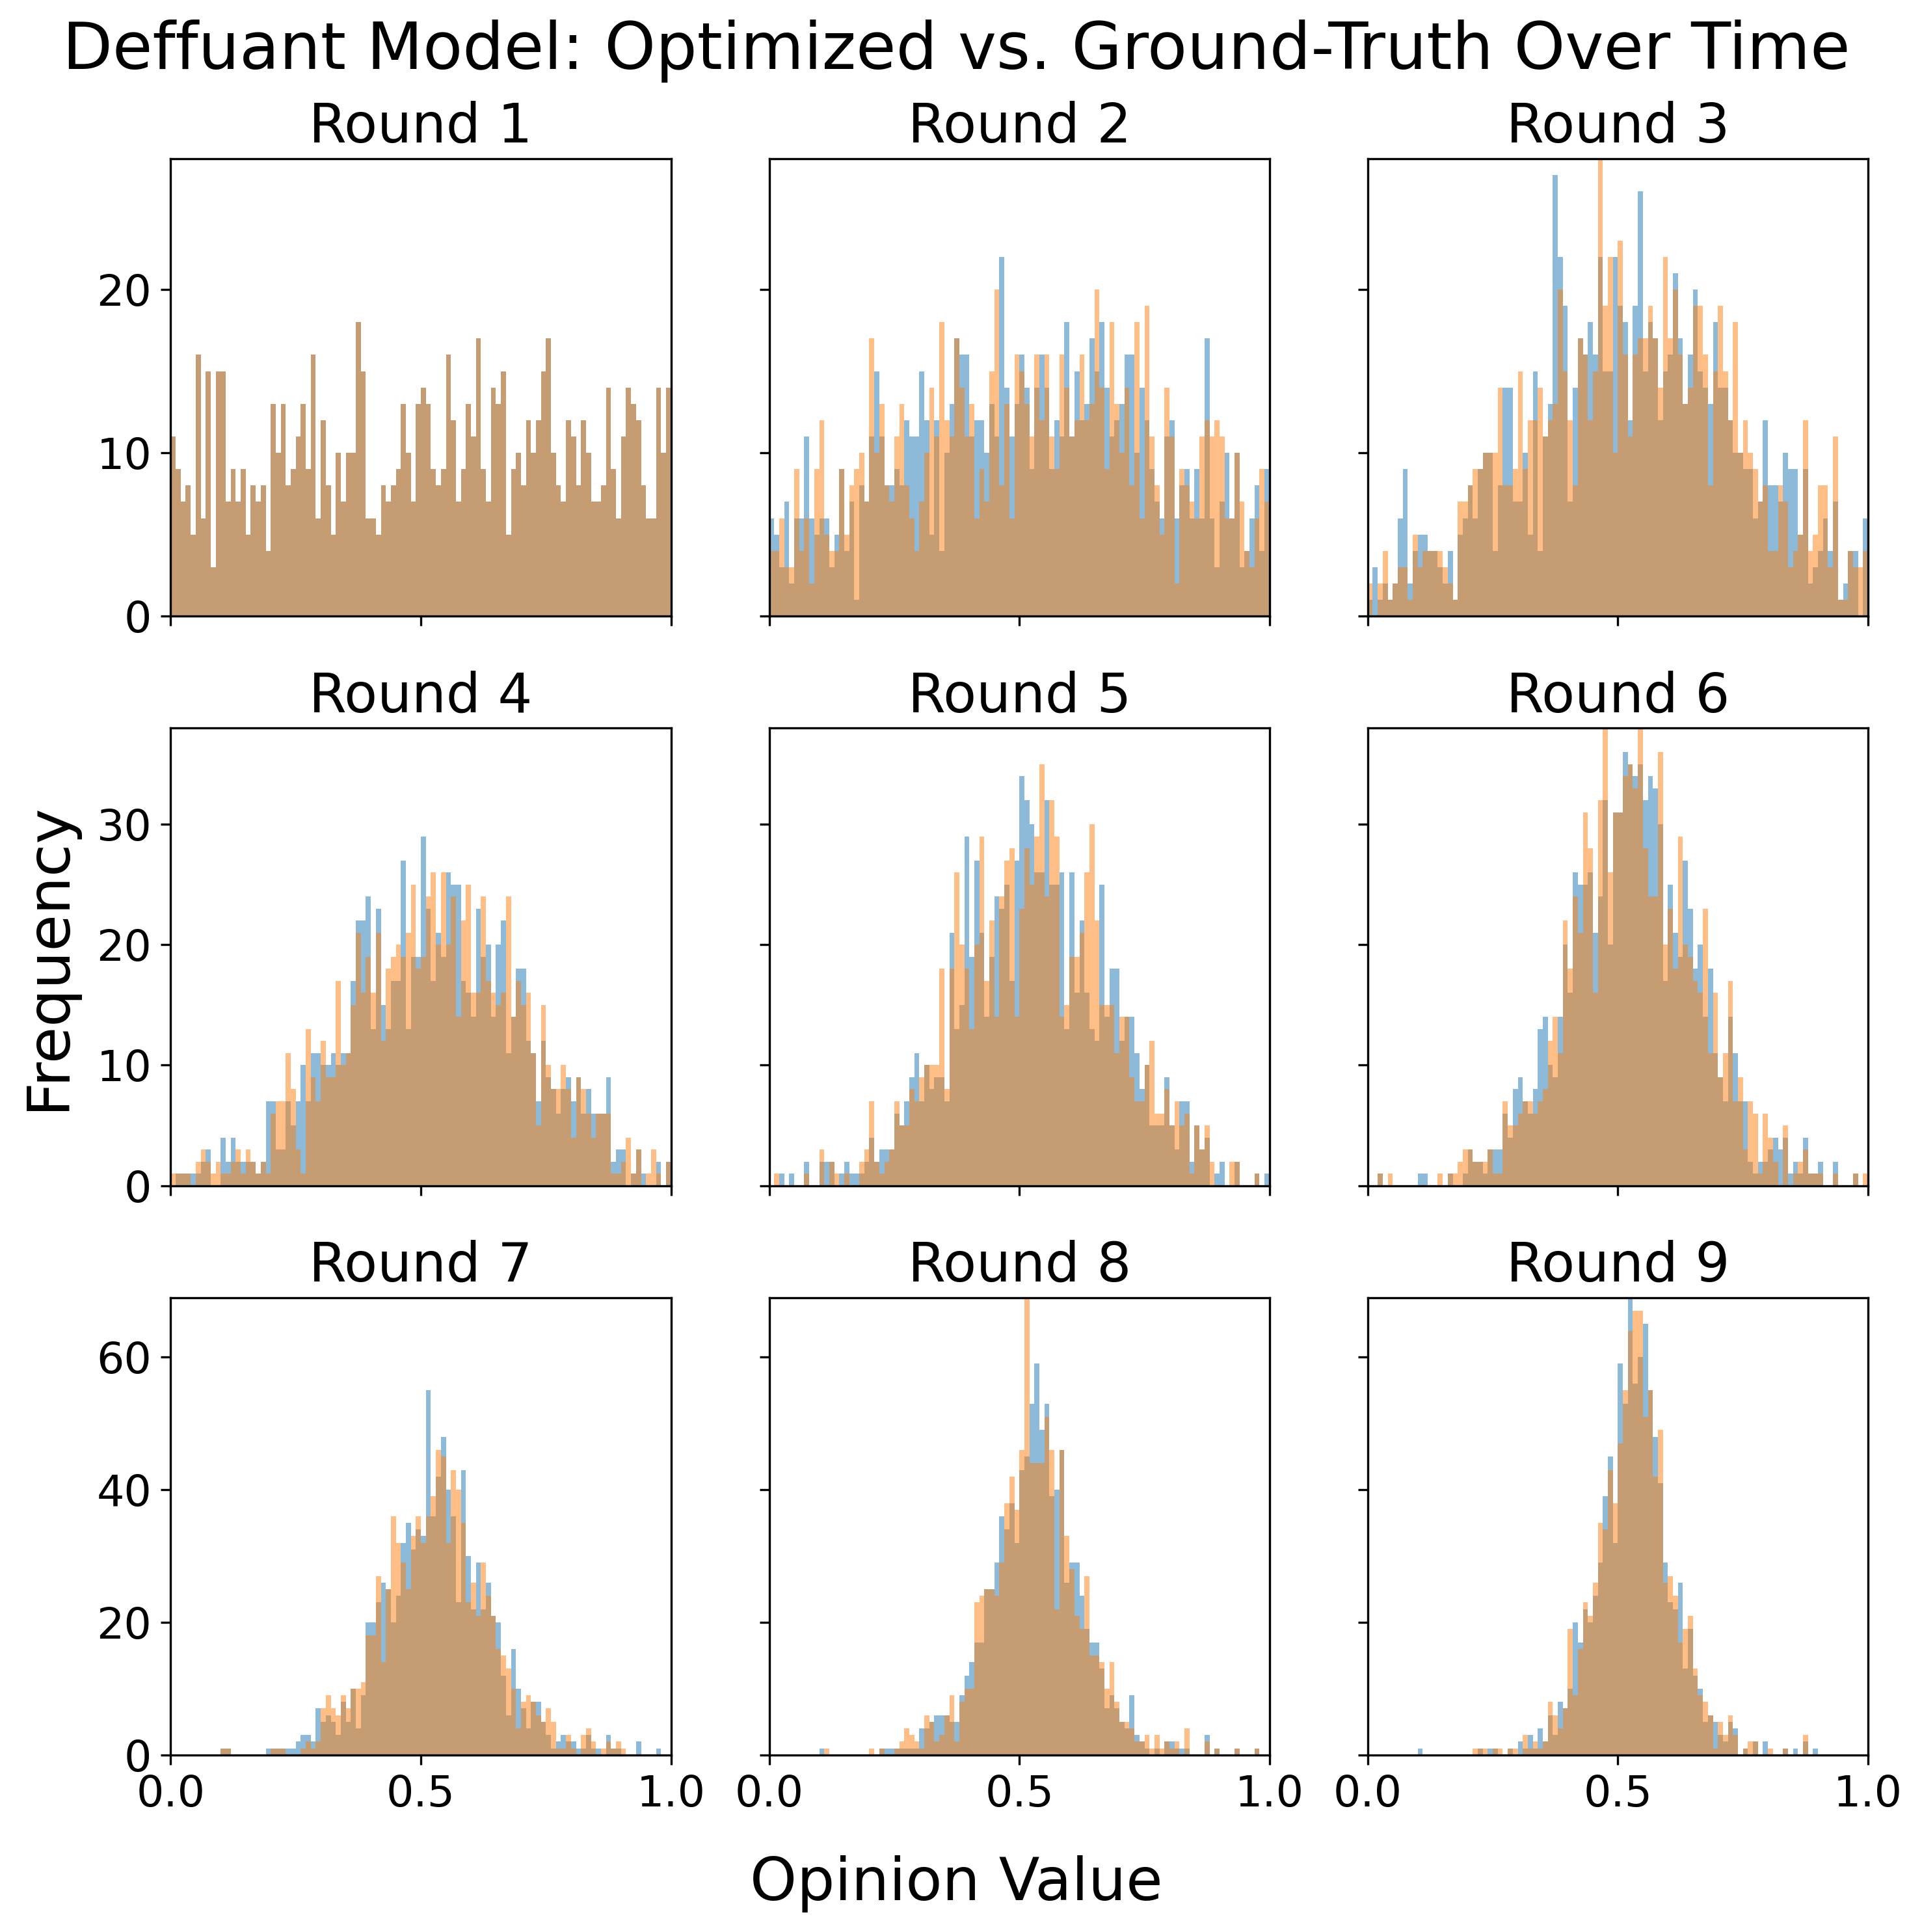 Deffuant Model: Optimized vs. Ground-Truth Over Time
Round 1
Round 2
Round 3
20
10
0
Round 4
Round 5
Round 6
Frequency
30
20
10
0
Round 7
Round 8
Round 9
60
40
20
0
0.0 0.5 1.0 0.0 0.5 1.0 0.0 0.5 1.0
Opinion Value